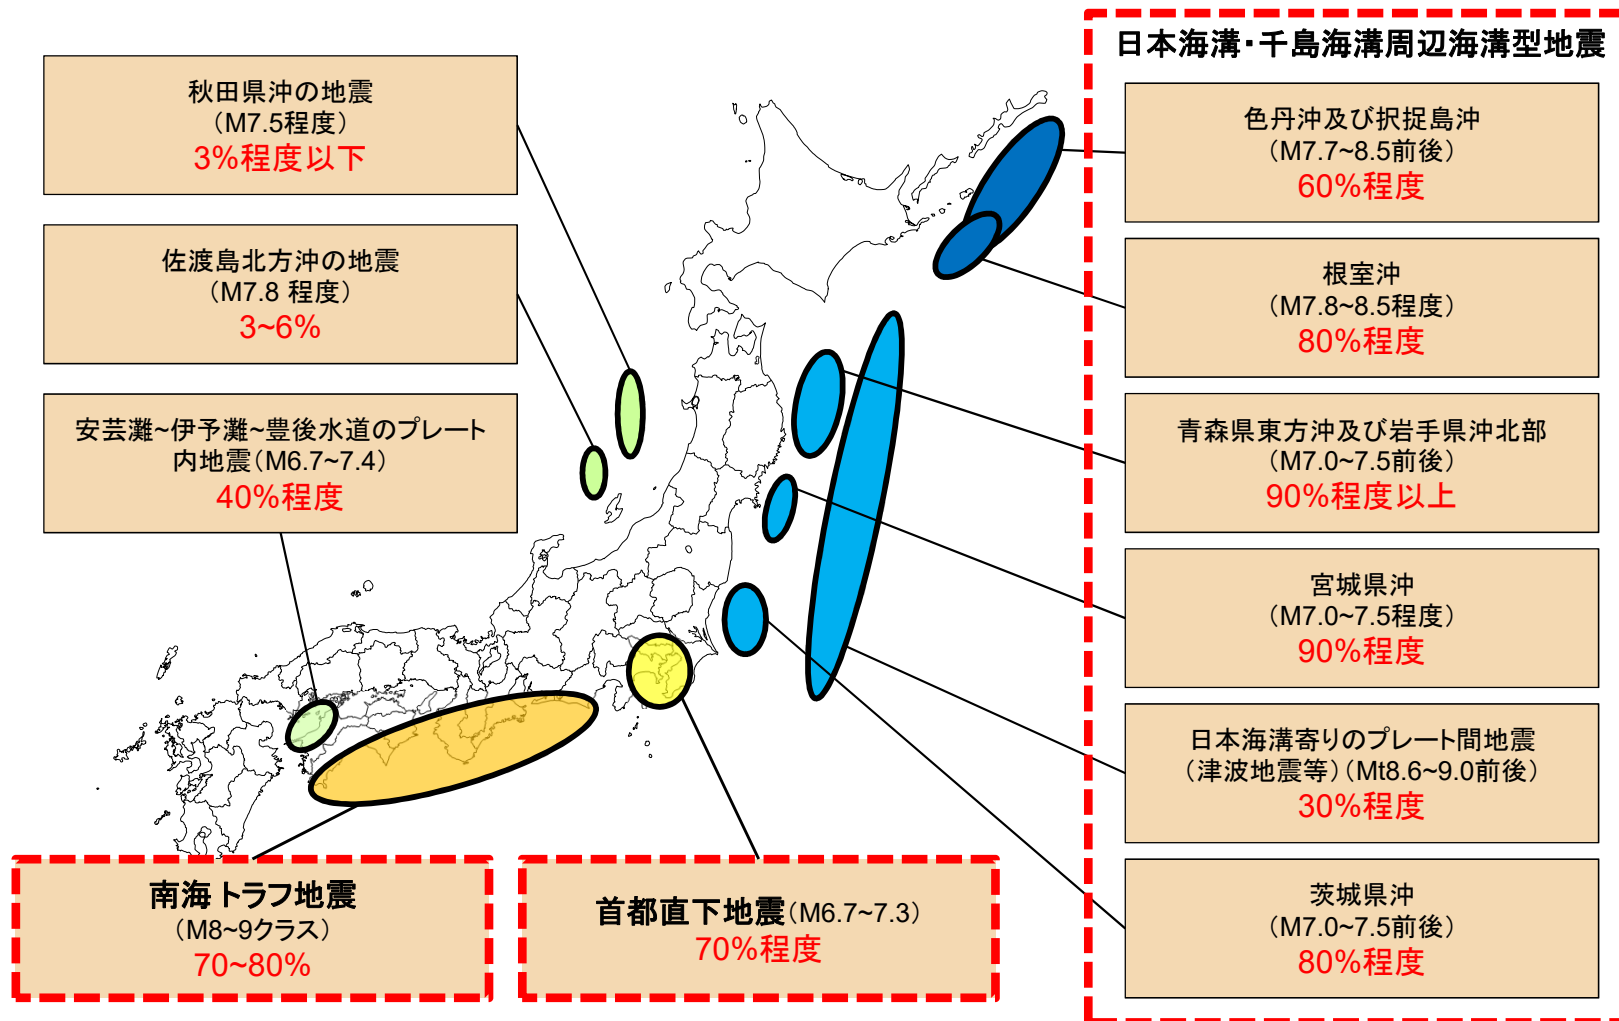 秋田県沖の地震
（M7.5程度）
3%程度以下
佐渡島北方沖の地震
（M7.8 程度）
3~6%
安芸灘~伊予灘~豊後水道のプレート
内地震（M6.7~7.4）
40%程度
南海トラフ地震
（M8~9クラス）
70~80%
首都直下地震（M6.7~7.3）
70%程度
日本海溝・千島海溝周辺海溝型地震
色丹沖及び択捉島沖
（M7.7~8.5前後）
60%程度
根室沖
（M7.8~8.5程度）
80%程度
青森県東方沖及び岩手県沖北部
（M7.0~7.5前後）
90%程度以上
宮城県沖
（M7.0~7.5程度）
90%程度
日本海溝寄りのプレート間地震
（津波地震等）（Mt8.6~9.0前後）
30%程度
茨城県沖
（M7.0~7.5前後）
80%程度